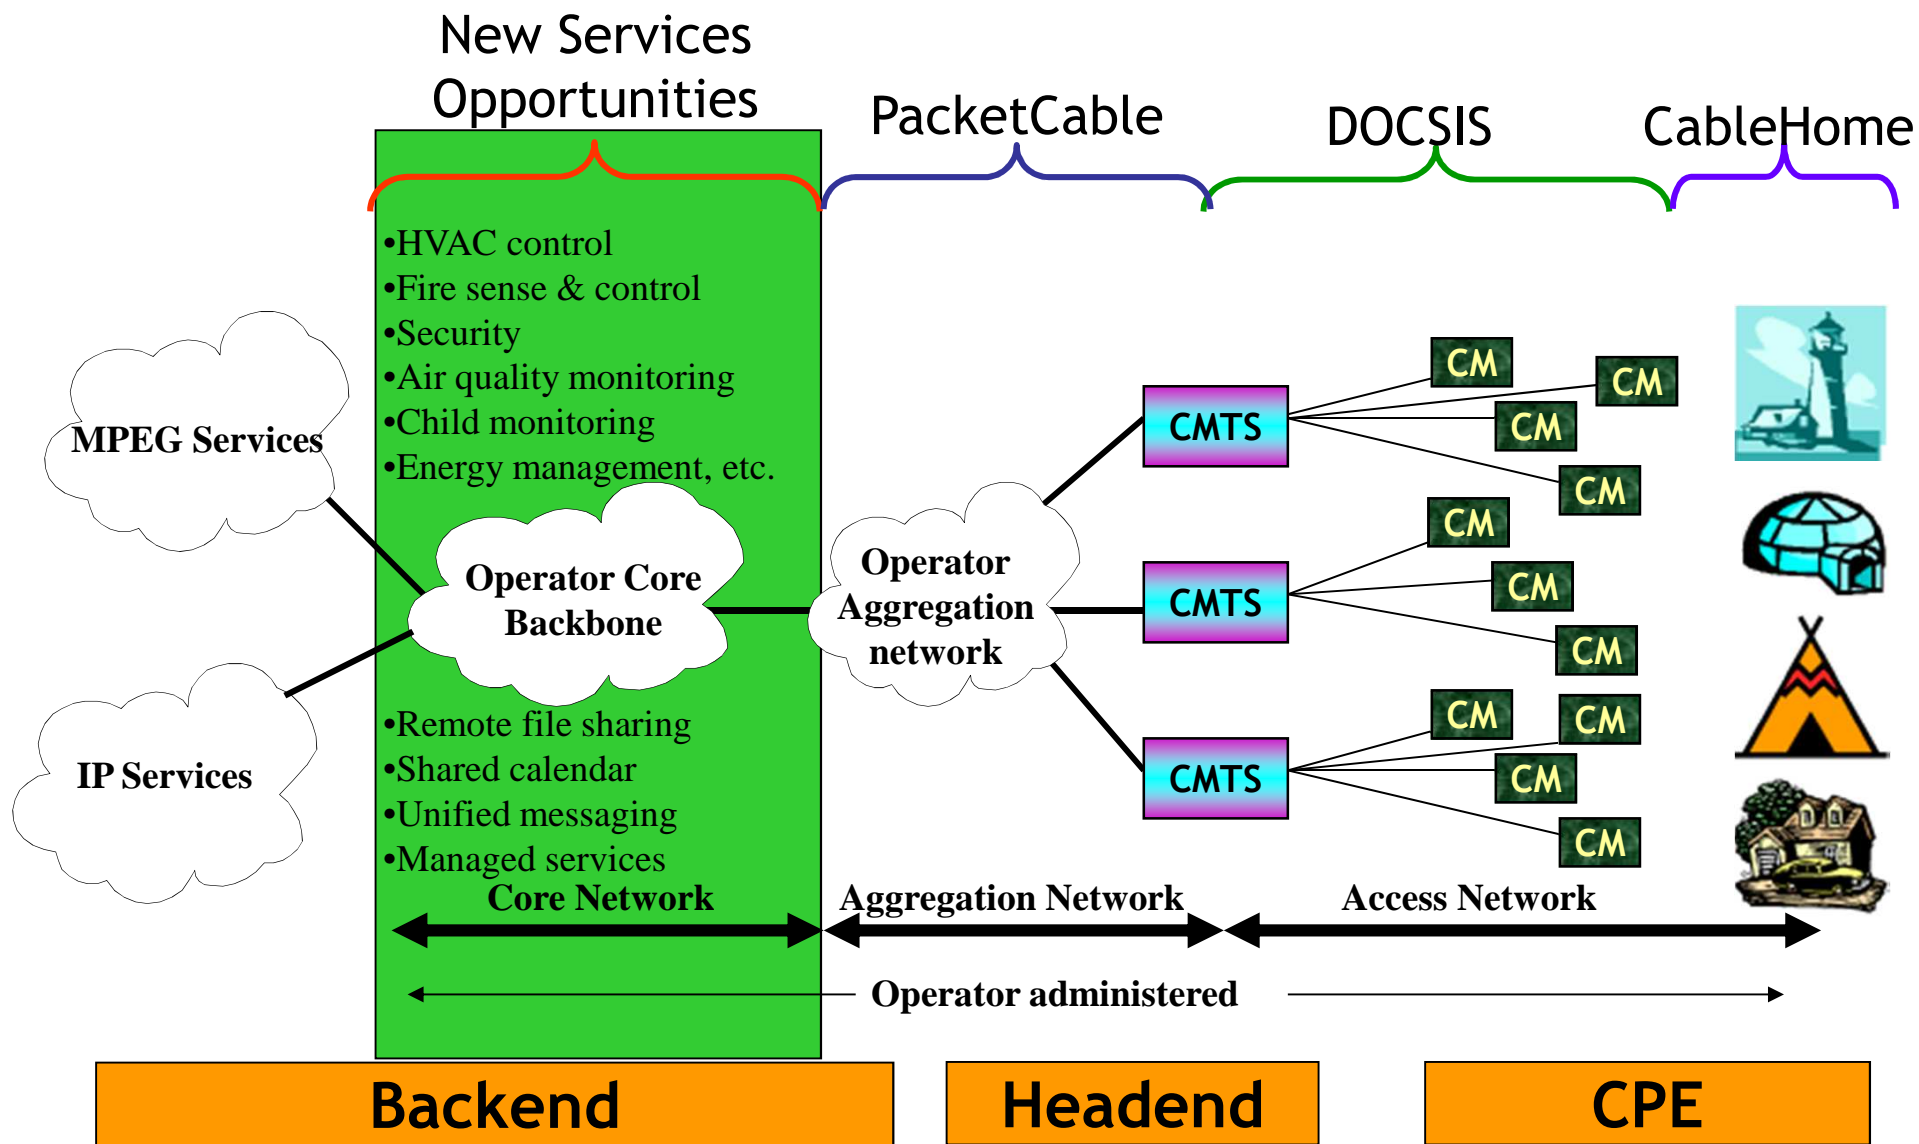 New Services
Opportunities
PacketCable
DOCSIS
CableHome
•HVAC control
•Fire sense & control
•Security
•Air quality monitoring
•Child monitoring
•Energy management, etc.
MPEG Services
IP Services
Operator Core
Backbone
Operator
Aggregation
network
CMTS
CMTS
CMTS
CM
CM
CM
CM
CM
CM
CM
CM
CM
CM
CM
•Remote file sharing
•Shared calendar
•Unified messaging
•Managed services
Core Network
Aggregation Network
Access Network
Operator administered
Backend
Headend
CPE